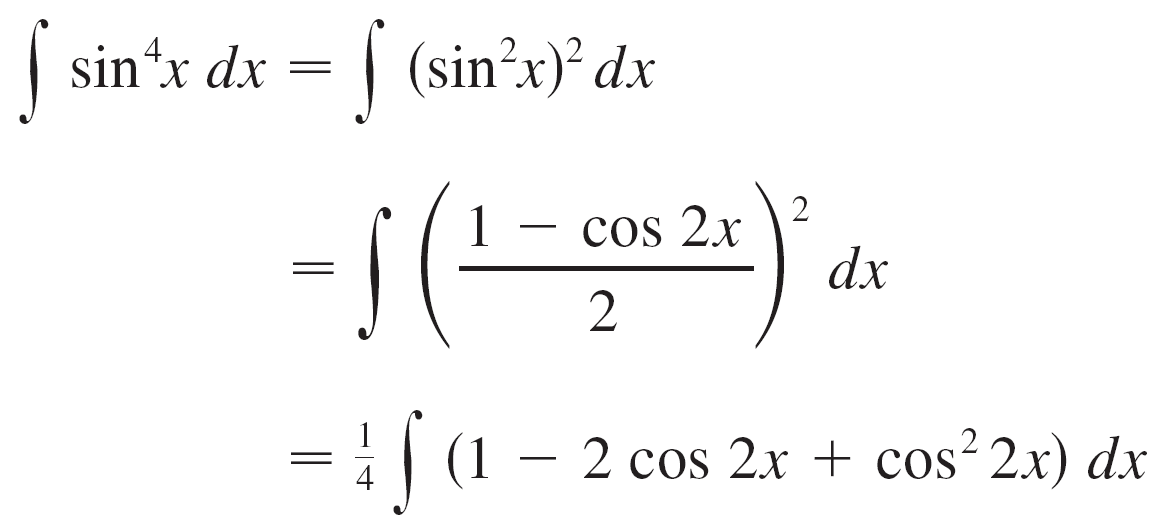 ∫ sin⁴x dx = ∫ (sin²x)² dx
= ∫ ((1 − cos 2x)/2)² dx
= ¼ ∫ (1 − 2 cos 2x + cos² 2x) dx